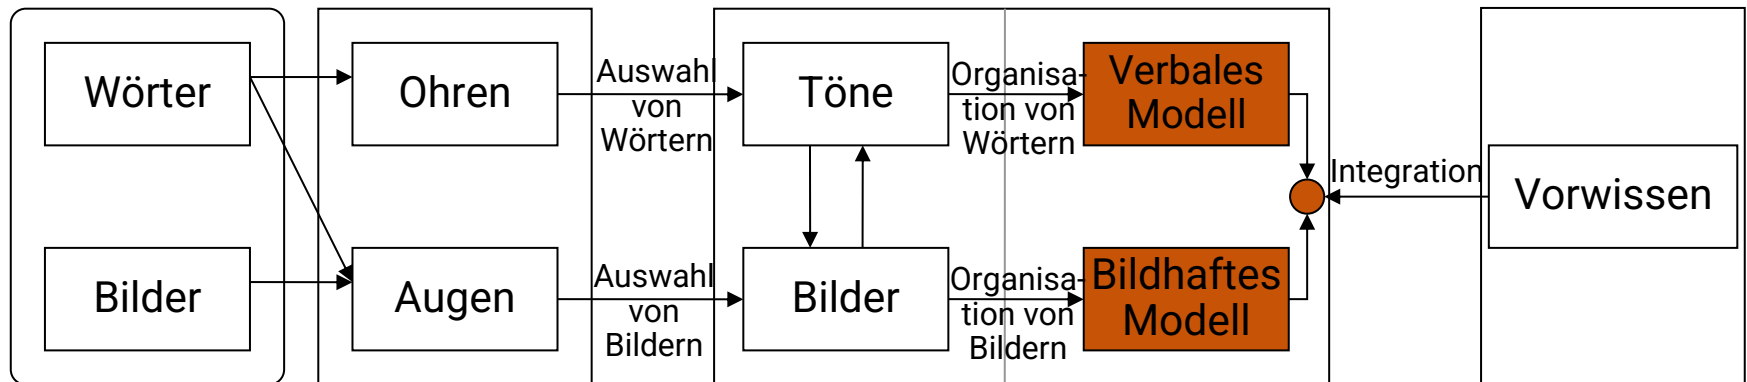 Wörter
Bilder
Ohren
Augen
Auswahl
von
Wörtern
Auswahl
von
Bildern
Töne
Bilder
Organisa-
tion von
Wörtern
Organisa-
tion von
Bildern
Verbales
Modell
Bildhaftes
Modell
Integration
Vorwissen